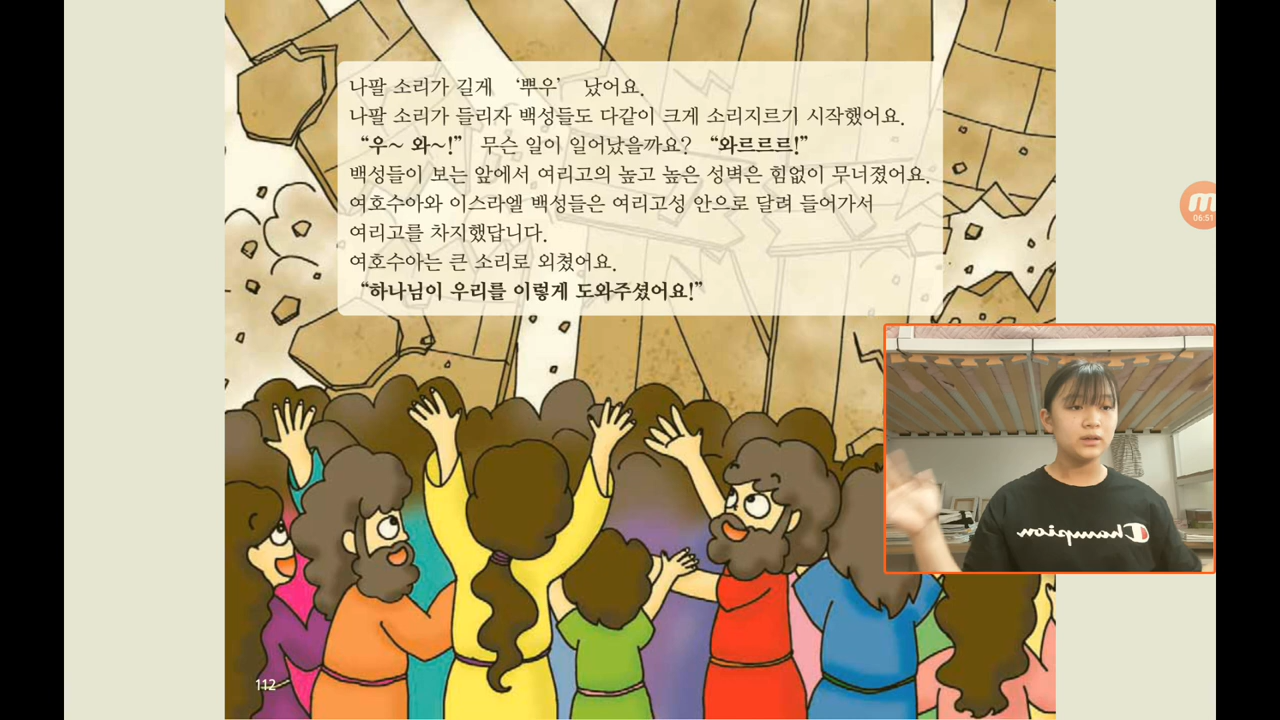 나팔 소리가 길게 ‘뿌우’ 났어요.
나팔 소리가 들리자 백성들도 다같이 크게 소리지르기 시작했어요.
“우~ 와~!” 무슨 일이 일어났을까요? “와르르르!”
백성들이 보는 앞에서 여리고의 높고 높은 성벽은 힘없이 무너졌어요.
여호수아와 이스라엘 백성들은 여리고성 안으로 달려 들어가서
여리고를 차지했답니다.
여호수아는 큰 소리로 외쳤어요.
“하나님이 우리를 이렇게 도와주셨어요!”
06:51
Champion
112